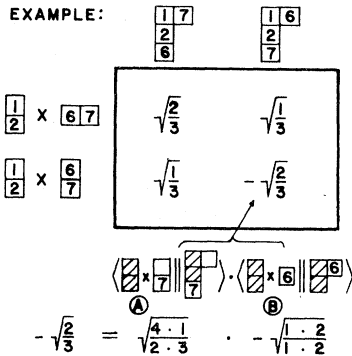 EXAMPLE:
1 7
2
6
1 6
2
7
1
2
x 6 7
√2/3 √1/3
1
2
x 6
7
√1/3 -√2/3
⟨ x 7 || 7 ⟩ · ⟨ x 6 || 6 ⟩
A B
-√2/3 = √4·1/2·3 · -√1·2/1·2